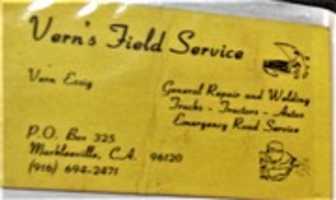 Vern's Field Service
Vern Essig
General Repair and Welding
Trucks - Tractors - Autos
Emergency Road Service
P.O. Box 325
Markleeville, CA. 96120
(916) 694-2471